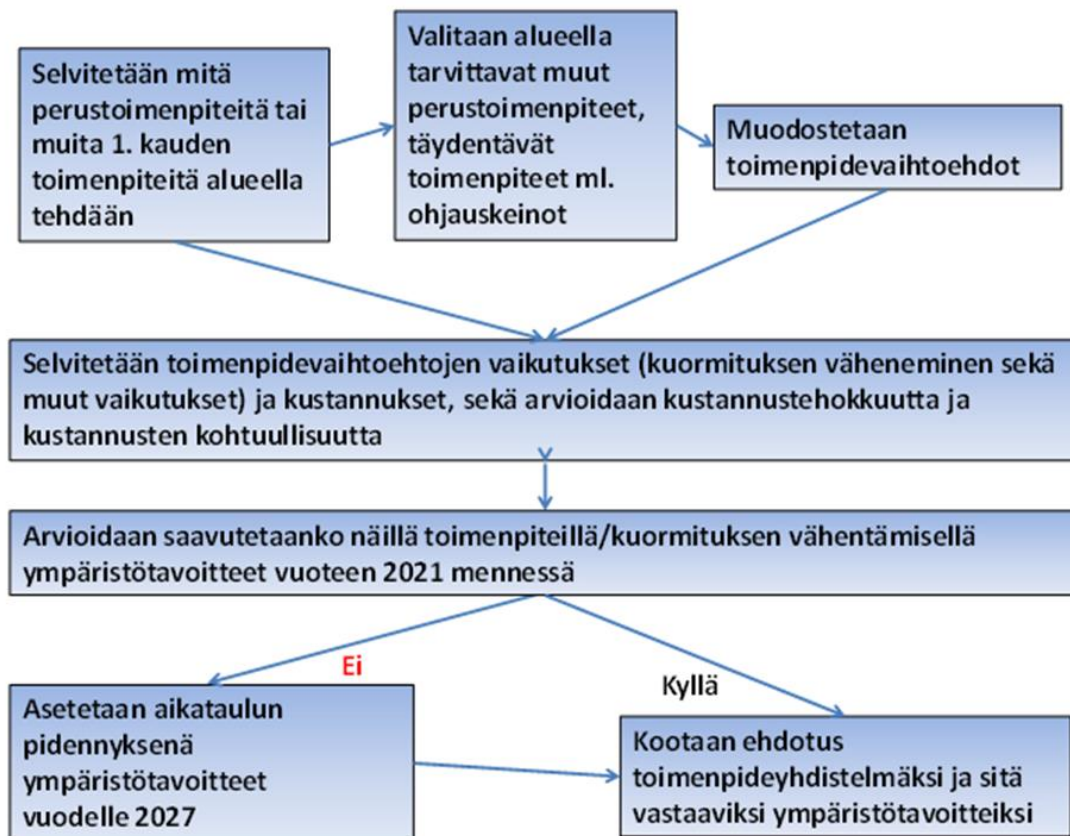 Selvitetään mitä
perustoimenpiteitä tai
muita 1. kauden
toimenpiteitä alueella
tehdään
Valitaan alueella
tarvittavat muut
perustoimenpiteet,
täydentävät
toimenpiteet ml.
ohjauskeinot
Muodostetaan
toimenpidevaihtoehdot
Selvitetään toimenpidevaihtoehtojen vaikutukset (kuormituksen väheneminen sekä
muut vaikutukset) ja kustannukset, sekä arvioidaan kustannustehokkuutta ja
kustannusten kohtuullisuutta
Arvioidaan saavutetaanko näillä toimenpiteillä/kuormituksen vähentämisellä
ympäristötavoitteet vuoteen 2021 mennessä
Ei
Kyllä
Asetetaan aikataulun
pidennyksenä
ympäristötavoitteet
vuodelle 2027
Kootaan ehdotus
toimenpideyhdistelmäksi ja sitä
vastaaviksi ympäristötavoitteiksi